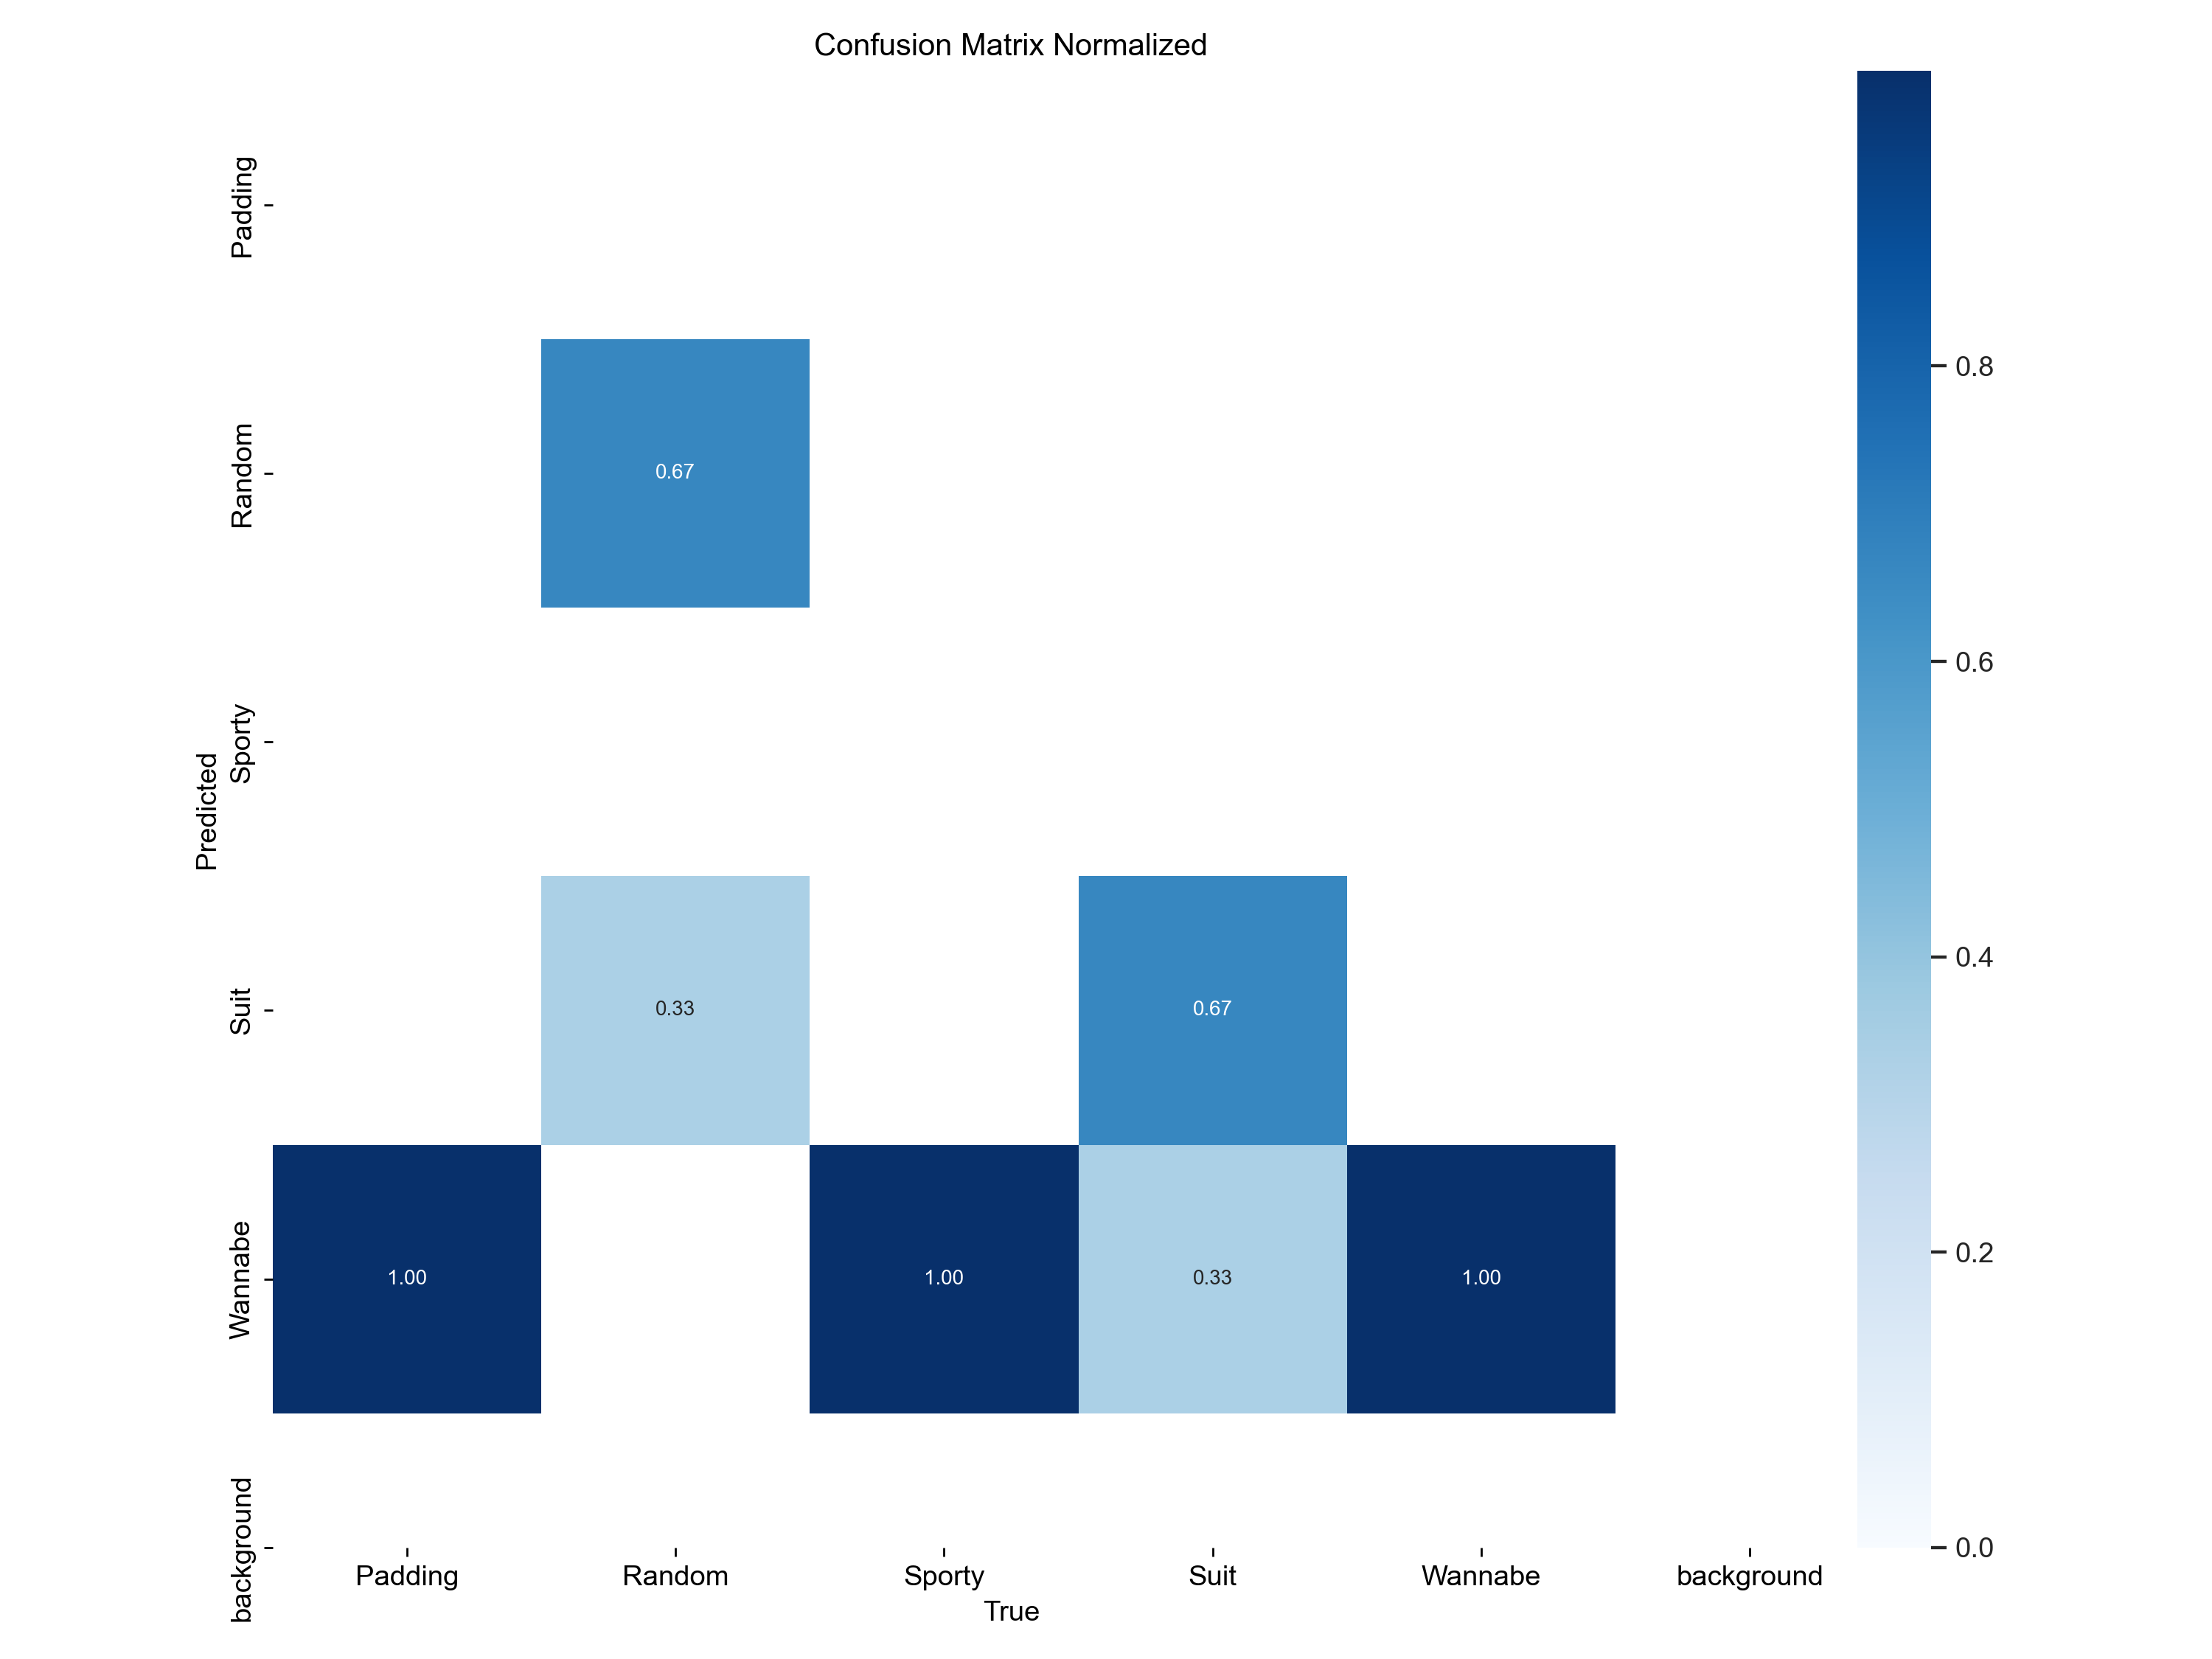 Confusion Matrix Normalized
Predicted
Padding
Random
Sporty
Suit
Wannabe
background
0.67
0.33 0.67
1.00 1.00 0.33 1.00
Padding Random Sporty Suit Wannabe background
True
0.8
0.6
0.4
0.2
0.0